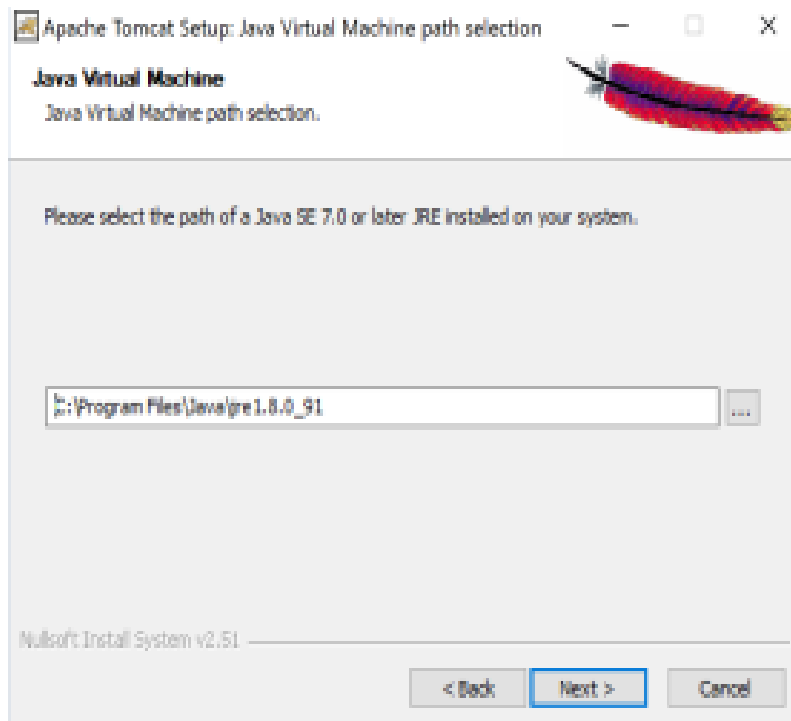 Apache Tomcat Setup: Java Virtual Machine path selection
Java Virtual Machine
Java Virtual Machine path selection.
Please select the path of a Java SE 7.0 or later JRE installed on your system.
C:\Program Files\Java\jre1.8.0_91
...
Nullsoft Install System v2.51
< Back
Next >
Cancel